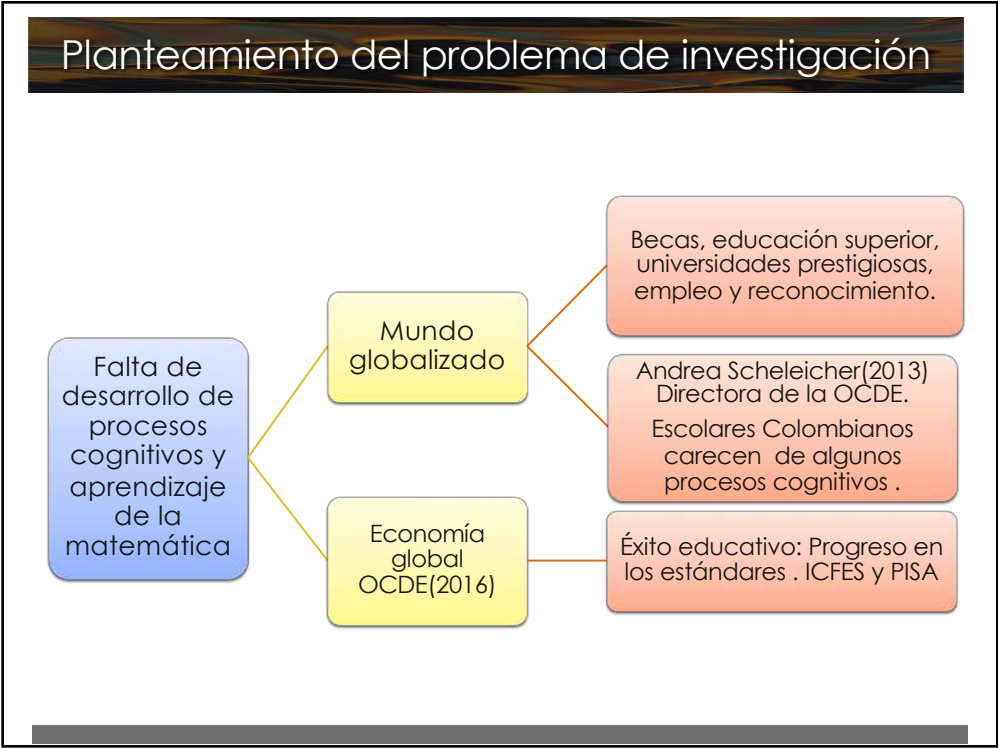 Planteamiento del problema de investigación
Falta de
desarrollo de
procesos
cognitivos y
aprendizaje
de la
matemática
Mundo
globalizado
Becas, educación superior,
universidades prestigiosas,
empleo y reconocimiento.
Andrea Scheleicher(2013)
Directora de la OCDE.
Escolares Colombianos
carecen de algunos
procesos cognitivos .
Economía
global
OCDE(2016)
Éxito educativo: Progreso en
los estándares . ICFES y PISA